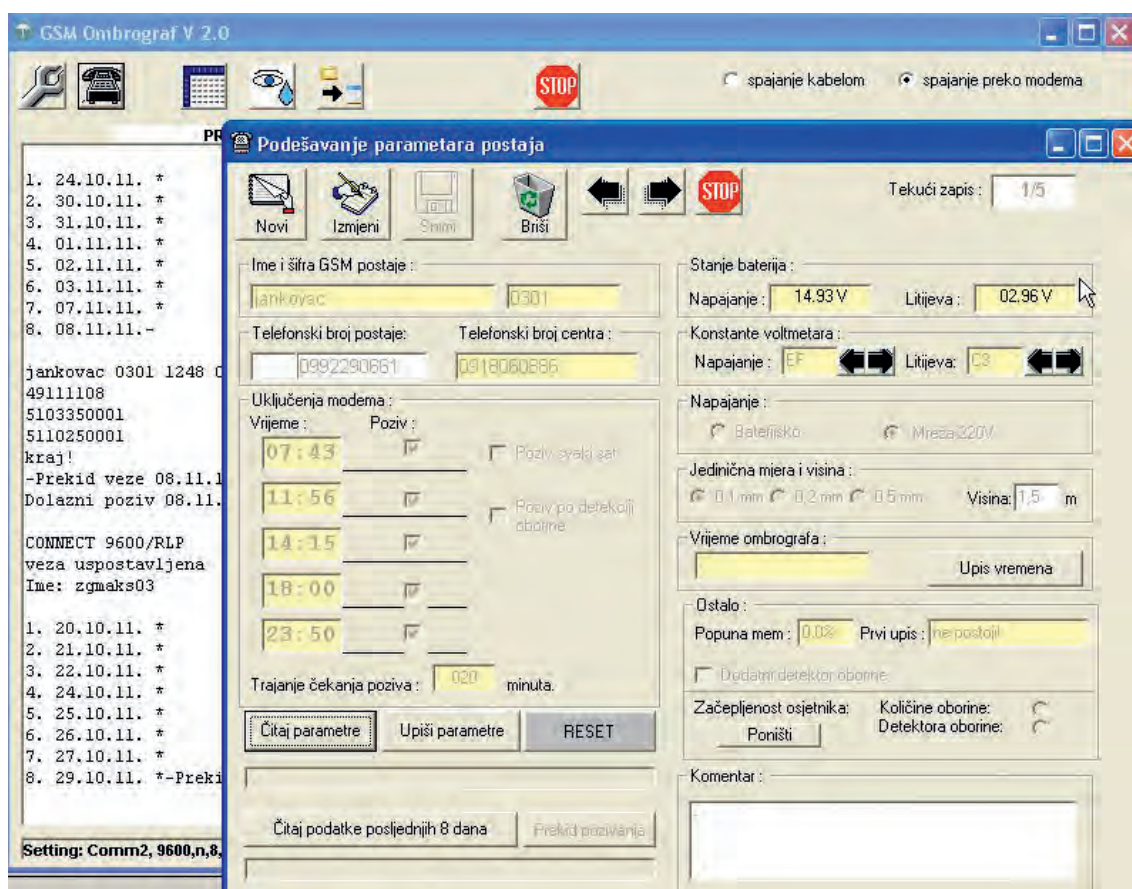 GSM Ombrograf V 2.0
STOP
spajanje kabelom
spajanje preko modema
PR
1. 24.10.11. *
2. 30.10.11. *
3. 31.10.11. *
4. 01.11.11. *
5. 02.11.11. *
6. 03.11.11. *
7. 07.11.11. *
8. 08.11.11.-
jankovac 0301 1248
49111108
5103350001
5110250001
kraj!
-Prekid veze 08.11.1
Dolazni poziv 08.11.
CONNECT 9600/RLP
veza uspostavljena
Ime: zgmaks03
1. 20.10.11. *
2. 21.10.11. *
3. 22.10.11. *
4. 24.10.11. *
5. 25.10.11. *
6. 26.10.11. *
7. 27.10.11. *
8. 29.10.11. *-Preki
Setting: Comm2, 9600,n,8,
Podešavanje parametara postaja
Novi
Izmjeni
Snimi
Briši
STOP
Tekući zapis : 1/5
Ime i šifra GSM postaje :
jankovac 0301
Telefonski broj postaje: Telefonski broj centra :
0992290661 0918060886
Uključenja modema :
Vrijeme : Poziv :
07:43
Poziv svaki sat
11:56
Poziv po detekciji
oborine
14:15
18:00
23:50
Trajanje čekanja poziva : 020 minuta.
Čitaj parametre
Upiši parametre
RESET
Čitaj podatke posljednjih 8 dana
Prekid pozivanja
Stanje baterija :
Napajanje : 14.93 V Litijeva : 02.96 V
Konstante voltmetara :
Napajanje : EF Litijeva: C3
Napajanje :
Baterijsko Mreža 220V
Jedinična mjera i visina :
0.1 mm 0.2 mm 0.5 mm Visina: 1,5 m
Vrijeme ombrografa :
Upis vremena
Ostalo :
Popuna mem : 0.0% Prvi upis : ne postoji!
Dodatni detektor oborine
Začepljenost osjetnika: Količine oborine:
Detektora oborine:
Poništi
Komentar :